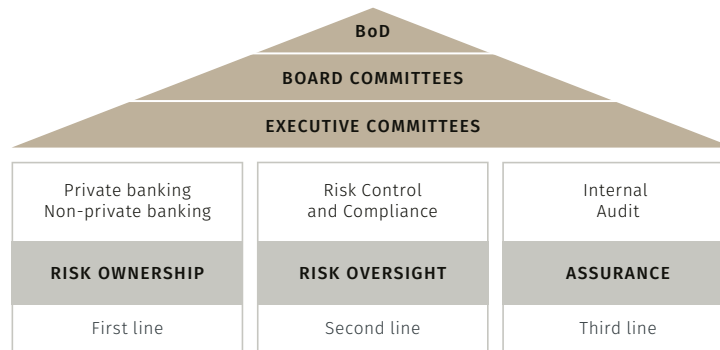 BoD
BOARD COMMITTEES
EXECUTIVE COMMITTEES
Private banking
Non-private banking
RISK OWNERSHIP
First line
Risk Control
and Compliance
RISK OVERSIGHT
Second line
Internal
Audit
ASSURANCE
Third line